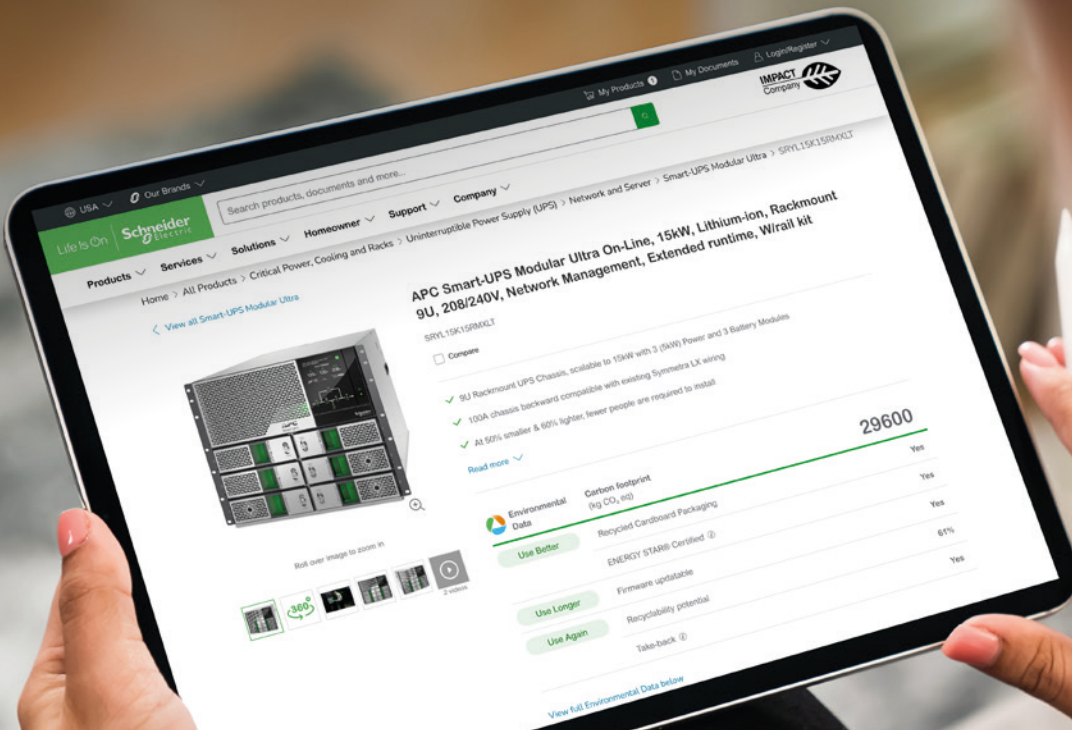 USA
Our Brands
My Products 1
My Documents
Login/Register
Life Is On
Schneider
Electric
Search products, documents and more...
IMPACT
Company
Products
Services
Solutions
Homeowner
Support
Company
Home > All Products > Critical Power, Cooling and Racks > Uninterruptible Power Supply (UPS) > Network and Server > Smart-UPS Modular Ultra > SRYL15K15RMXLT
View all Smart-UPS Modular Ultra
APC Smart-UPS Modular Ultra On-Line, 15kW, Lithium-ion, Rackmount
9U, 208/240V, Network Management, Extended runtime, W/rail kit
SRYL15K15RMXLT
Compare
9U Rackmount UPS Chassis, scalable to 15kW with 3 (5kW) Power and 3 Battery Modules
100A chassis backward compatible with existing Symmetra LX wiring
At 50% smaller & 60% lighter, fewer people are required to install
Read more
APC
Roll over image to zoom in
360°
2 videos
Environmental
Data
Carbon footprint
(kg CO₂ eq)
29600
Use Better
Recycled Cardboard Packaging
Yes
ENERGY STAR® Certified
Yes
Use Longer
Firmware updatable
Yes
Use Again
Recyclability potential
61%
Take-back
Yes
View full Environmental Data below